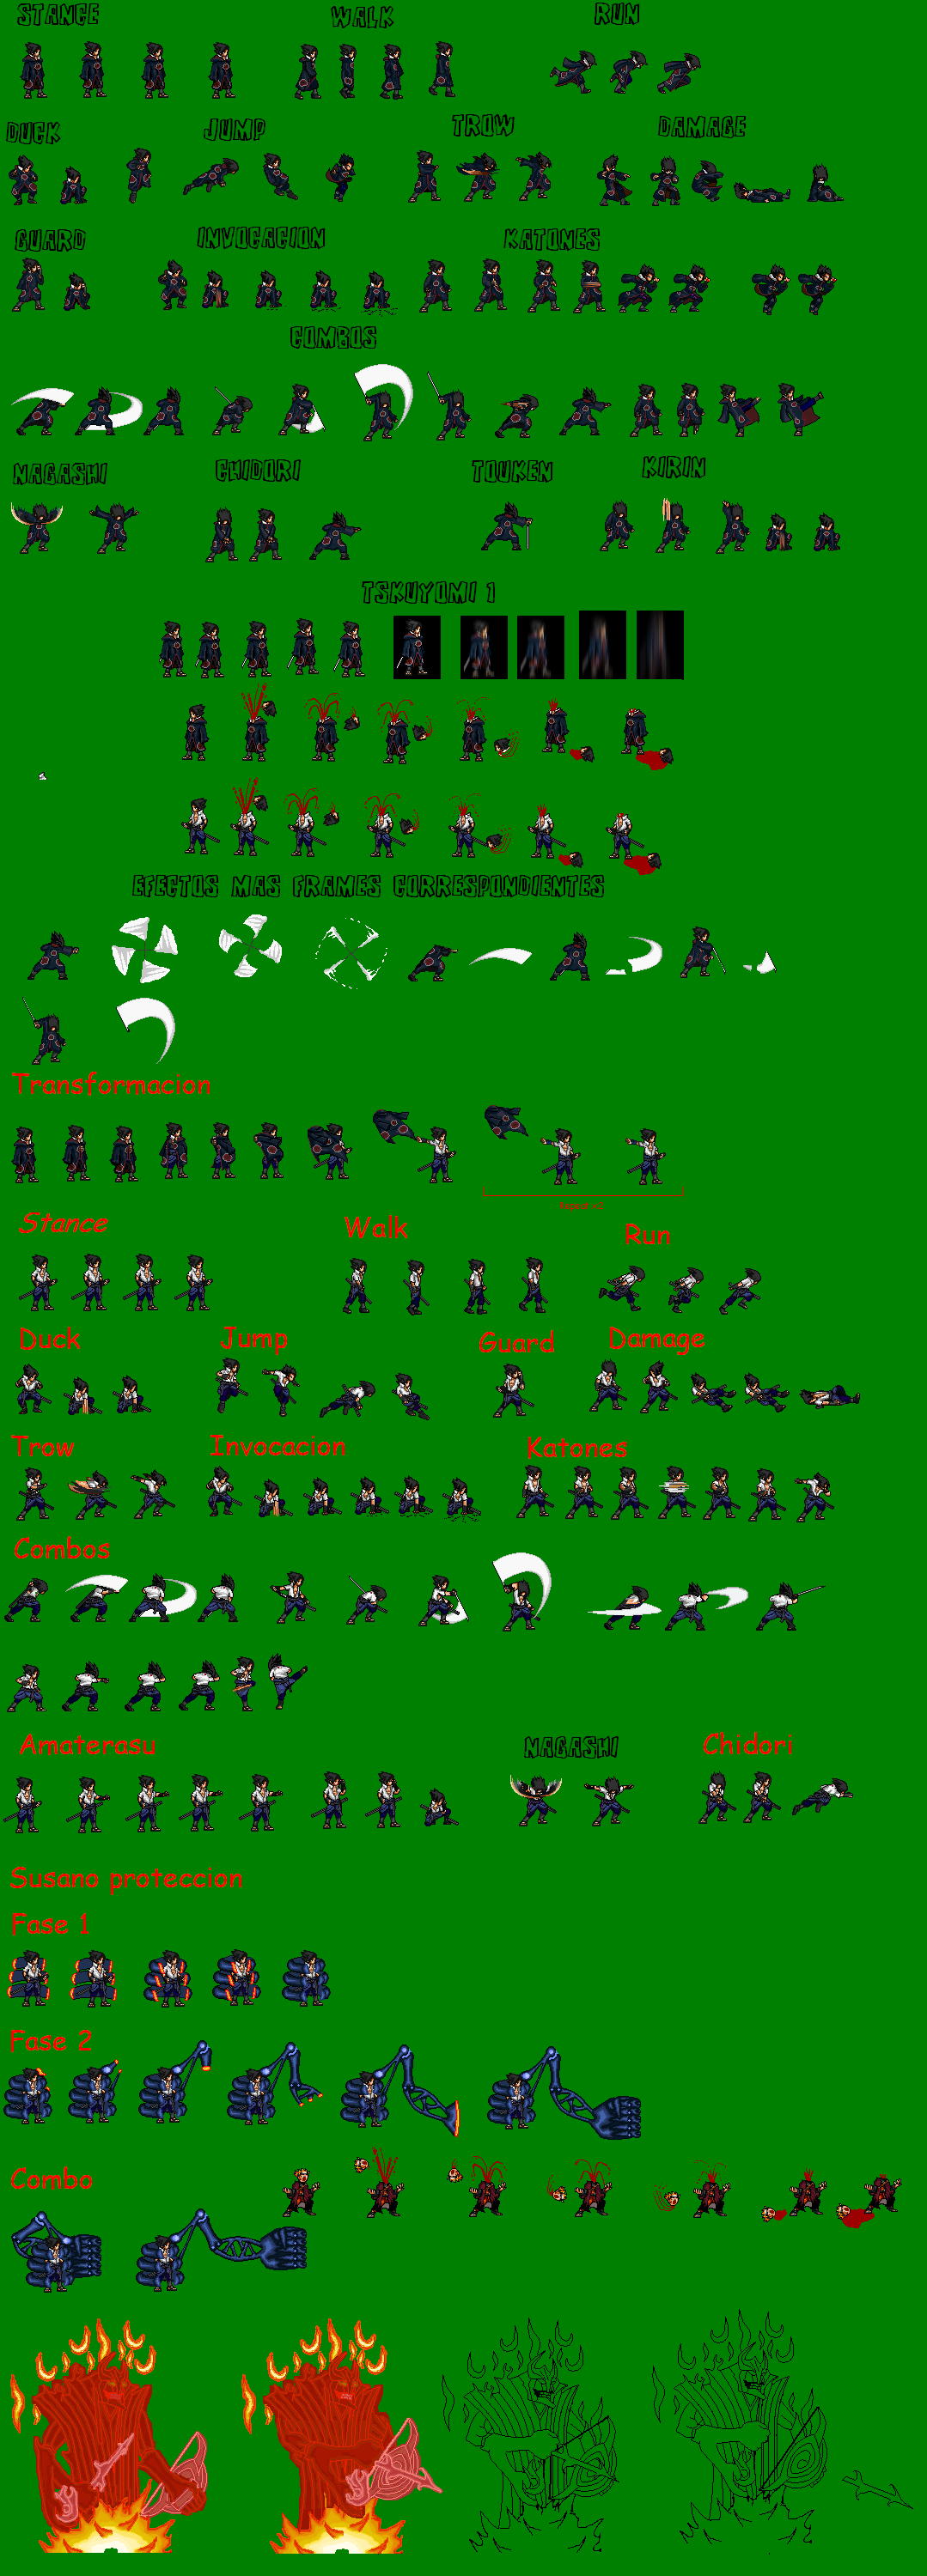 STANCE WALK RUN
DUCK JUMP TROW DAMAGE
GUARD INVOCACION KATONES
COMBOS
NAGASHI CHIDORI TOUKEN KIRIN
TSKUYOMI 1
EFECTOS MAS FRAMES CORRESPONDIENTES
Transformacion
Repetir x2
Stance Walk Run
Duck Jump Guard Damage
Trow Invocacion Katones
Combos
Amaterasu NAGASHI Chidori
Susano proteccion
Fase 1
Fase 2
Combo